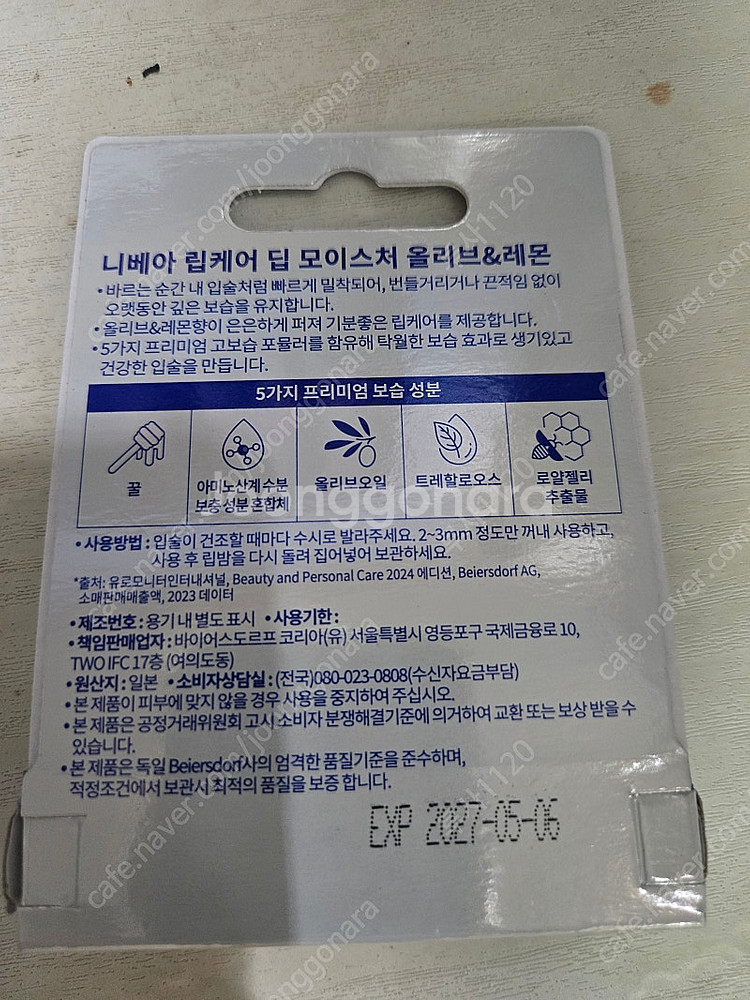 니베아 립케어 딥 모이스처 올리브&레몬
• 바르는 순간 내 입술처럼 빠르게 밀착되어, 번들거리거나 끈적임 없이
오랫동안 깊은 보습을 유지합니다.
• 올리브&레몬향이 은은하게 퍼져 기분좋은 립케어를 제공합니다.
• 5가지 프리미엄 고보습 포뮬러를 함유해 탁월한 보습 효과로 생기있고
건강한 입술을 만듭니다.
5가지 프리미엄 보습 성분
꿀
아미노산계 수분
보증 성분 혼합체
올리브오일
트레할로오스
로얄젤리
추출물
• 사용방법 : 입술이 건조할 때마다 수시로 발라주세요. 2~3mm 정도만 꺼내 사용하고,
사용 후 립밤을 다시 돌려 집어넣어 보관하세요.
*출처: 유로모니터인터내셔널, Beauty and Personal Care 2024 에디션, Beiersdorf AG,
소매판매매출액, 2023 데이터
• 제조번호 : 용기 내 별도 표시 • 사용기한 :
• 책임판매업자 : 바이어스도르프 코리아(유) 서울특별시 영등포구 국제금융로 10,
TWO IFC 17층 (여의도동)
• 원산지 : 일본 • 소비자상담실 : (전국)080-023-0808(수신자요금부담)
• 본 제품이 피부에 맞지 않을 경우 사용을 중지하여 주십시오.
• 본 제품은 공정거래위원회 고시 소비자 분쟁해결기준에 의거하여 교환 또는 보상 받을 수
있습니다.
• 본 제품은 독일 Beiersdorf사의 엄격한 품질기준을 준수하며,
적정조건에서 보관시 최적의 품질을 보증 합니다.
EXP 2027-05-06
Joonggonara
cafe.naver.com/joonggonara